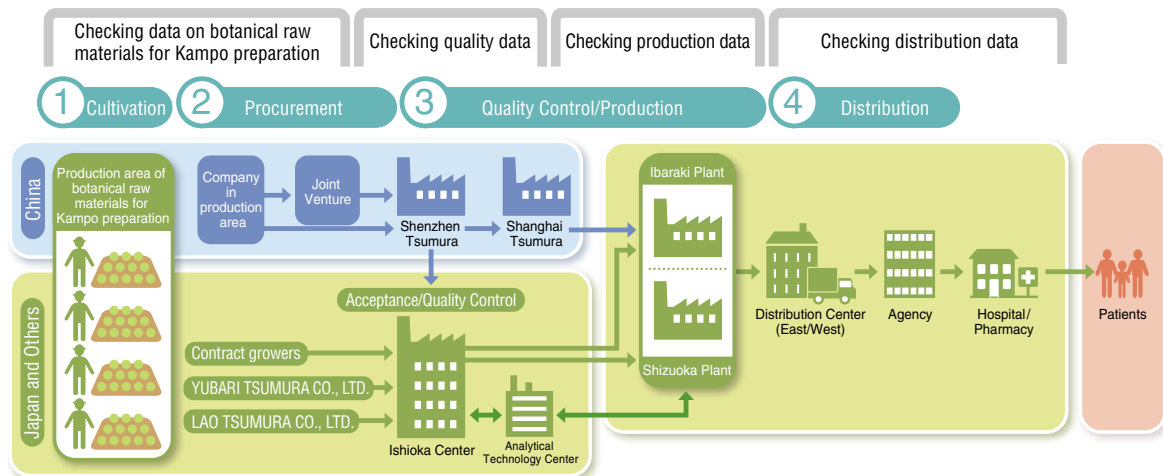 Checking data on botanical raw
materials for Kampo preparation
Checking quality data
Checking production data
Checking distribution data
1 Cultivation
2 Procurement
3 Quality Control/Production
4 Distribution
China
Production area of
botanical raw
materials for
Kampo preparation
Company
in
production
area
Joint
Venture
Shenzhen
Tsumura
Shanghai
Tsumura
Japan and Others
Acceptance/Quality Control
Contract growers
YUBARI TSUMURA CO., LTD.
LAO TSUMURA CO., LTD.
Ishioka Center
Analytical
Technology Center
Ibaraki Plant
Shizuoka Plant
Distribution Center
(East/West)
Agency
Hospital/
Pharmacy
Patients